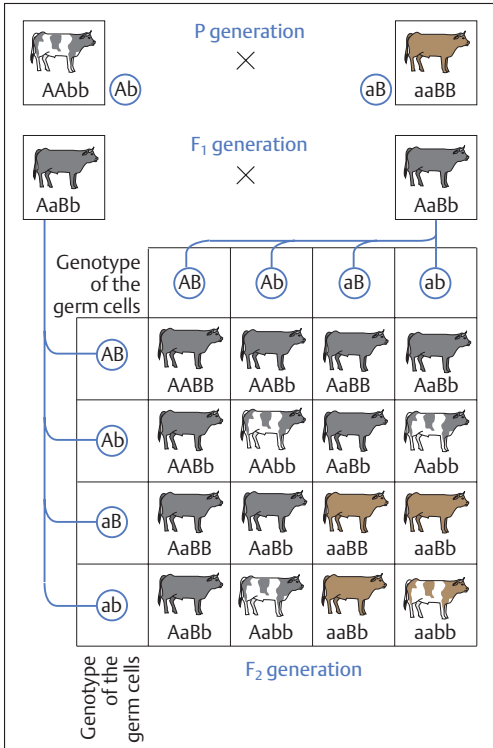 P generation
×
AAbb Ab aB aaBB
F₁ generation
×
AaBb AaBb
Genotype
of the
germ cells
AB Ab aB ab
AB
AABB AABb AaBB AaBb
Ab
AABb AAbb AaBb Aabb
aB
AaBB AaBb aaBB aaBb
ab
AaBb Aabb aaBb aabb
Genotype
of the
germ cells
F₂ generation